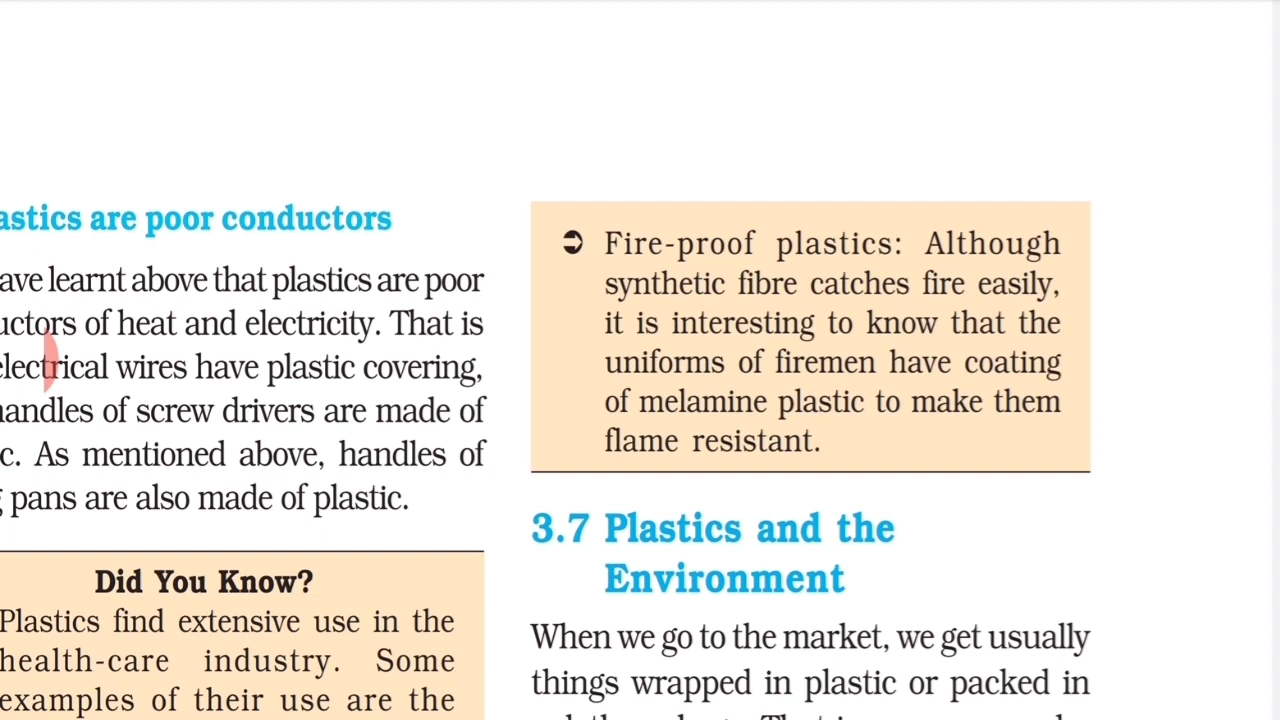 astics are poor conductors
ave learnt above that plastics are poor
uctors of heat and electricity. That is
electrical wires have plastic covering,
handles of screw drivers are made of
c. As mentioned above, handles of
g pans are also made of plastic.
Did You Know?
Plastics find extensive use in the
health-care industry. Some
examples of their use are the
➲ Fire-proof plastics: Although
synthetic fibre catches fire easily,
it is interesting to know that the
uniforms of firemen have coating
of melamine plastic to make them
flame resistant.
3.7 Plastics and the
Environment
When we go to the market, we get usually
things wrapped in plastic or packed in